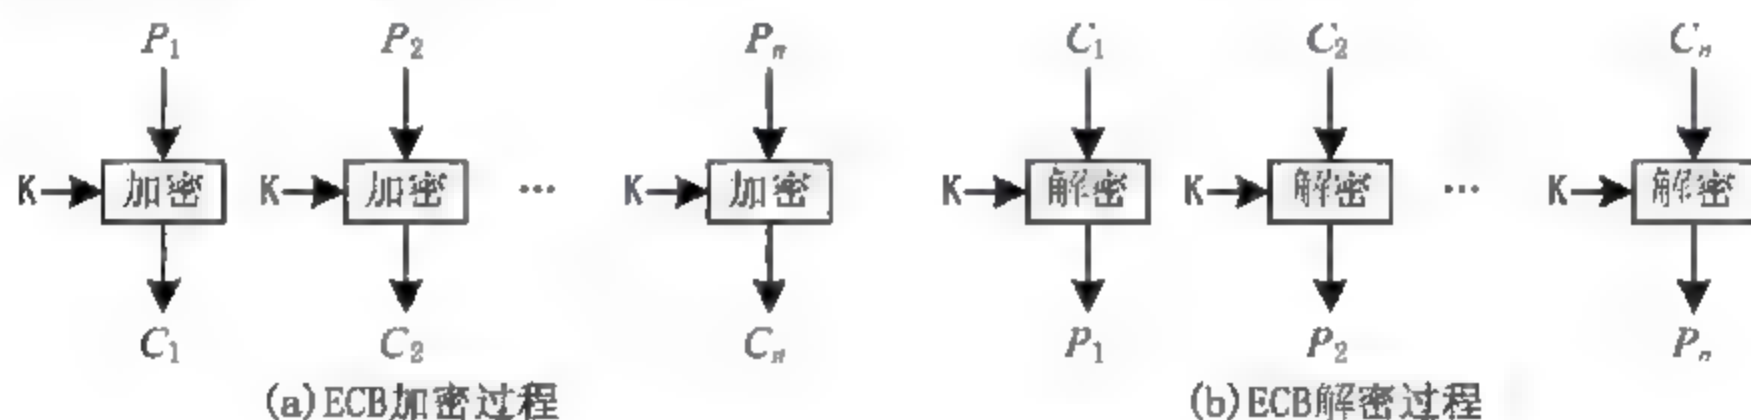 P₁ P₂ Pₙ C₁ C₂ Cₙ
K 加密 K 加密 … K 加密 K 解密 K 解密 … K 解密
C₁ C₂ Cₙ P₁ P₂ Pₙ
(a)ECB加密过程 (b)ECB解密过程